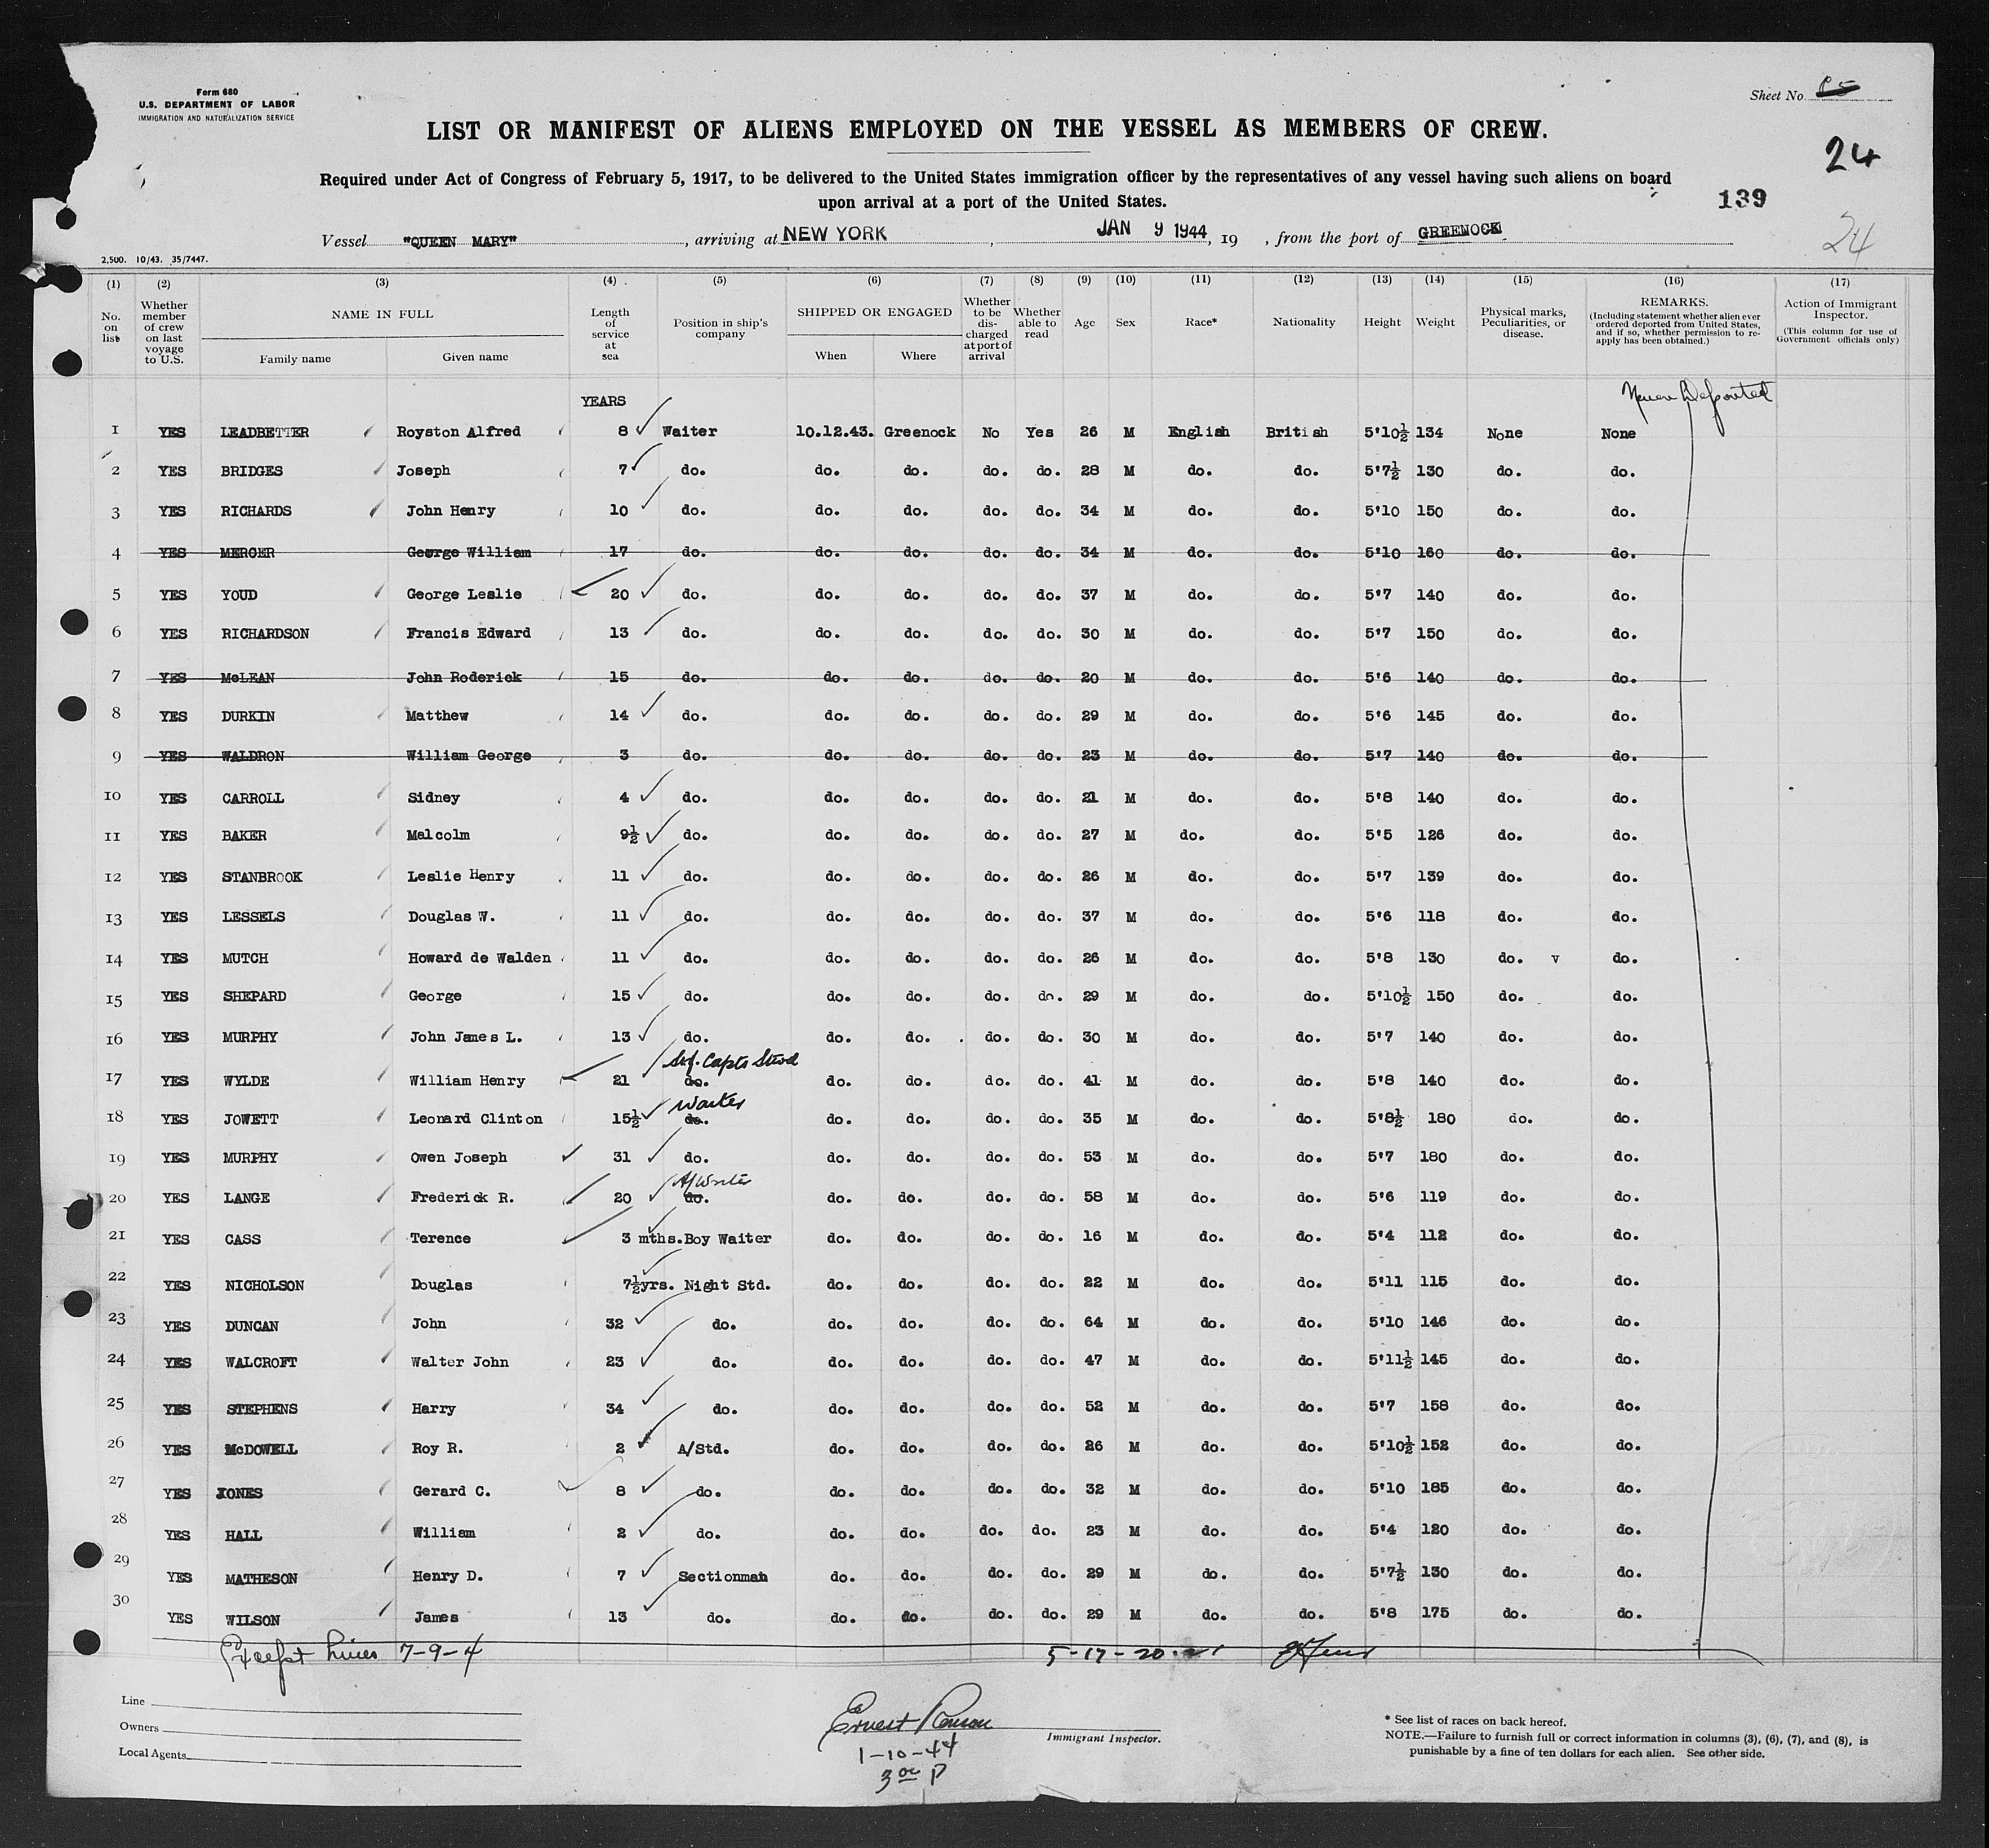 Form 680
U.S. DEPARTMENT OF LABOR
IMMIGRATION AND NATURALIZATION SERVICE
Sheet No.
LIST OR MANIFEST OF ALIENS EMPLOYED ON THE VESSEL AS MEMBERS OF CREW.
24
Required under Act of Congress of February 5, 1917, to be delivered to the United States immigration officer by the representatives of any vessel having such aliens on board
upon arrival at a port of the United States.
139
Vessel "QUEEN MARY", arriving at NEW YORK, JAN 9 1944, 19 , from the port of GREENOCK
24
2,500. 10/43. 35/7447.
(1) (2) (3) (4) (5) (6) (7) (8) (9) (10) (11) (12) (13) (14) (15) (16) (17)
No. on list Whether member of crew on last voyage to U.S. NAME IN FULL Family name Given name Length of service at sea Position in ship's company SHIPPED OR ENGAGED When Where Whether to be discharged at port of arrival Whether able to read Age Sex Race* Nationality Height Weight Physical marks, Peculiarities, or disease. REMARKS. (Including statement whether alien ever ordered deported from United States, and if so, whether permission to re-apply has been obtained.) Action of Immigrant Inspector. (This column for use of Government officials only)
YEARS Never Deported
1 YES LEADBETTER Royston Alfred 8 Waiter 10.12.43. Greenock No Yes 26 M English British 5'10½ 134 None None
2 YES BRIDGES Joseph 7 do. do. do. do. do. 28 M do. do. 5'7½ 130 do. do.
3 YES RICHARDS John Henry 10 do. do. do. do. do. 34 M do. do. 5'10 150 do. do.
4 YES MERCER George William 17 do. do. do. do. do. 34 M do. do. 5'10 160 do. do.
5 YES YOUD George Leslie 20 do. do. do. do. do. 37 M do. do. 5'7 140 do. do.
6 YES RICHARDSON Francis Edward 13 do. do. do. do. do. 30 M do. do. 5'7 150 do. do.
7 YES McLEAN John Roderick 15 do. do. do. do. do. 20 M do. do. 5'6 140 do. do.
8 YES DURKIN Matthew 14 do. do. do. do. do. 29 M do. do. 5'6 145 do. do.
9 YES WALDRON William George 3 do. do. do. do. do. 23 M do. do. 5'7 140 do. do.
10 YES CARROLL Sidney 4 do. do. do. do. do. 21 M do. do. 5'8 140 do. do.
11 YES BAKER Malcolm 9½ do. do. do. do. do. 27 M do. do. 5'5 126 do. do.
12 YES STANBROOK Leslie Henry 11 do. do. do. do. do. 26 M do. do. 5'7 139 do. do.
13 YES LESSELS Douglas W. 11 do. do. do. do. do. 37 M do. do. 5'6 118 do. do.
14 YES MUTCH Howard de Walden 11 do. do. do. do. do. 26 M do. do. 5'8 130 do. v do.
15 YES SHEPARD George 15 do. do. do. do. do. 29 M do. do. 5'10½ 150 do. do.
16 YES MURPHY John James L. 13 do. do. do. do. do. 30 M do. do. 5'7 140 do. do.
Capts Stwd
17 YES WYLDE William Henry 21 do. do. do. do. do. 41 M do. do. 5'8 140 do. do.
Waiter
18 YES JOWETT Leonard Clinton 15½ do. do. do. do. do. 35 M do. do. 5'8½ 180 do. do.
19 YES MURPHY Owen Joseph 31 do. do. do. do. do. 53 M do. do. 5'7 180 do. do.
A/Writer
20 YES LANGE Frederick R. 20 do. do. do. do. do. 58 M do. do. 5'6 119 do. do.
21 YES CASS Terence 3 mths. Boy Waiter do. do. do. do. 16 M do. do. 5'4 112 do. do.
22 YES NICHOLSON Douglas 7½yrs. Night Std. do. do. do. do. 22 M do. do. 5'11 115 do. do.
23 YES DUNCAN John 32 do. do. do. do. do. 64 M do. do. 5'10 146 do. do.
24 YES WALCROFT Walter John 23 do. do. do. do. do. 47 M do. do. 5'11½ 145 do. do.
25 YES STEPHENS Harry 34 do. do. do. do. do. 52 M do. do. 5'7 158 do. do.
26 YES McDOWELL Roy R. 2 A/Std. do. do. do. do. 26 M do. do. 5'10½ 152 do. do.
27 YES JONES Gerard C. 8 do. do. do. do. do. 32 M do. do. 5'10 185 do. do.
28 YES HALL William 2 do. do. do. do. do. 23 M do. do. 5'4 120 do. do.
29 YES MATHESON Henry D. 7 Sectionman do. do. do. do. 29 M do. do. 5'7½ 130 do. do.
30 YES WILSON James 13 do. do. do. do. do. 29 M do. do. 5'8 175 do. do.
Except Lines 7-9-4 5-17-20-21
Line
Owners
Local Agents
Ernest
Immigrant Inspector.
1-10-44
3 00 P
* See list of races on back hereof.
NOTE.—Failure to furnish full or correct information in columns (3), (6), (7), and (8), is
punishable by a fine of ten dollars for each alien. See other side.